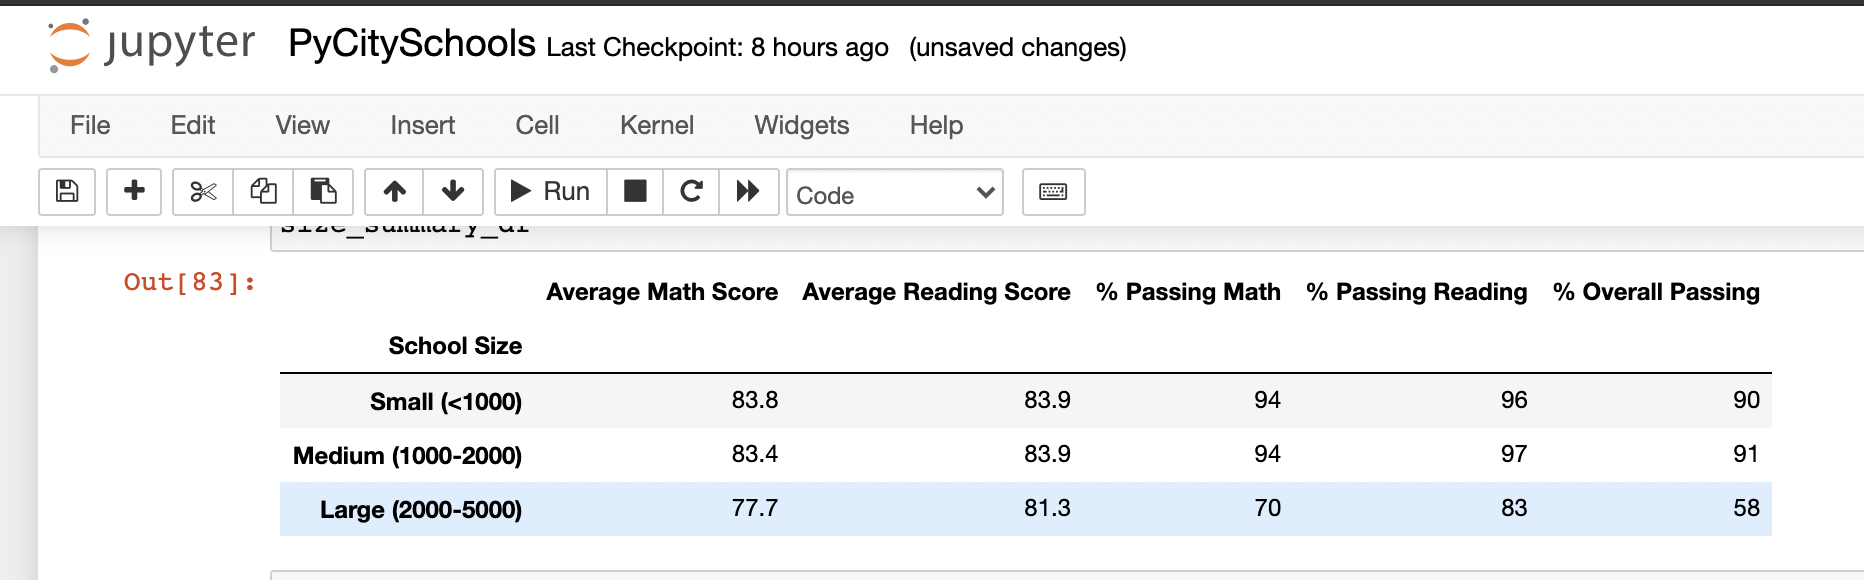 jupyter PyCitySchools Last Checkpoint: 8 hours ago (unsaved changes)
File Edit View Insert Cell Kernel Widgets Help
Run Code
size_summary_df
Out[83]:
Average Math Score Average Reading Score % Passing Math % Passing Reading % Overall Passing
School Size
Small (<1000) 83.8 83.9 94 96 90
Medium (1000-2000) 83.4 83.9 94 97 91
Large (2000-5000) 77.7 81.3 70 83 58